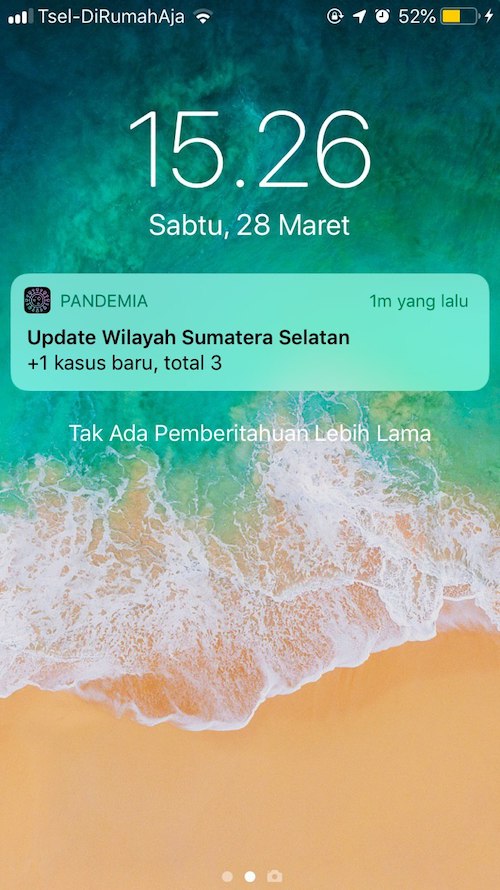 Tsel-DiRumahAja 52%
15.26
Sabtu, 28 Maret
PANDEMIA 1m yang lalu
Update Wilayah Sumatera Selatan
+1 kasus baru, total 3
Tak Ada Pemberitahuan Lebih Lama